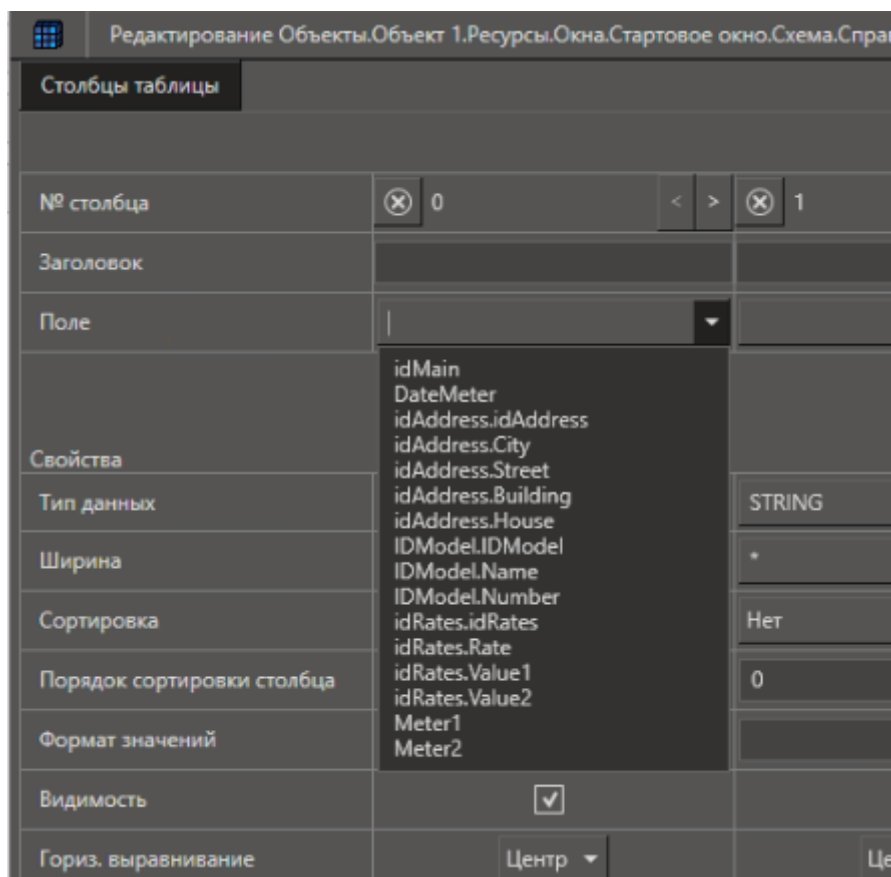 Редактирование Объекты.Объект 1.Ресурсы.Окна.Стартовое окно.Схема.Спра
Столбцы таблицы
№ столбца 0 < > 1
Заголовок
Поле
idMain
DateMeter
idAddress.idAddress
idAddress.City
idAddress.Street
idAddress.Building
idAddress.House
IDModel.IDModel
IDModel.Name
IDModel.Number
idRates.idRates
idRates.Rate
idRates.Value1
idRates.Value2
Meter1
Meter2
Свойства
Тип данных STRING
Ширина *
Сортировка Нет
Порядок сортировки столбца 0
Формат значений
Видимость
Гориз. выравнивание Центр Це